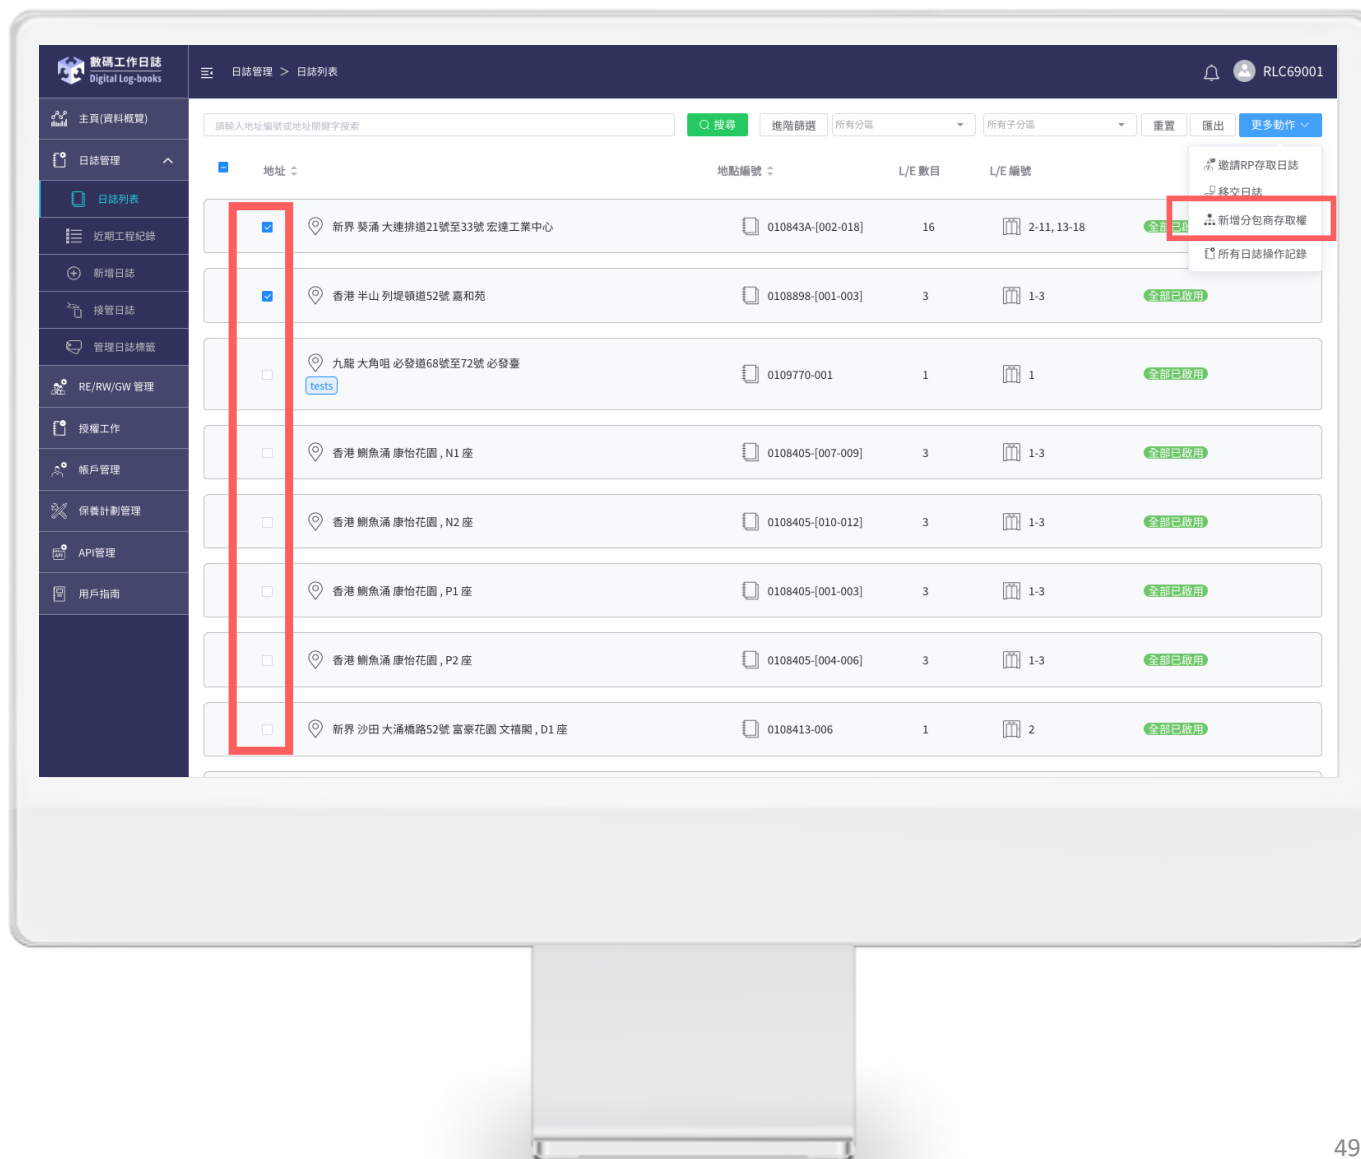 數碼工作日誌
Digital Log-books
日誌管理 > 日誌列表
RLC69001
主頁(資料概覽)
日誌管理
日誌列表
近期工程紀錄
新增日誌
接管日誌
管理日誌標籤
RE/RW/GW 管理
授權工作
帳戶管理
保養計劃管理
API管理
用戶指南
請輸入地址編號或地址關鍵字搜索 搜尋 進階篩選 所有分區 所有子分區 重置 匯出 更多動作
邀請RP存取日誌
移交日誌
新增分包商存取權
所有日誌操作記錄
地址 地點編號 L/E 數目 L/E 編號
新界 葵涌 大連排道21號至33號 宏達工業中心 010843A-[002-018] 16 2-11, 13-18
香港 半山 列堤頓道52號 嘉和苑 0108898-[001-003] 3 1-3 全部已啟用
九龍 大角咀 必發道68號至72號 必發臺 0109770-001 1 1 全部已啟用
tests
香港 鰂魚涌 康怡花園 , N1 座 0108405-[007-009] 3 1-3 全部已啟用
香港 鰂魚涌 康怡花園 , N2 座 0108405-[010-012] 3 1-3 全部已啟用
香港 鰂魚涌 康怡花園 , P1 座 0108405-[001-003] 3 1-3 全部已啟用
香港 鰂魚涌 康怡花園 , P2 座 0108405-[004-006] 3 1-3 全部已啟用
新界 沙田 大涌橋路52號 富豪花園 文禧閣 , D1 座 0108413-006 1 2 全部已啟用
49